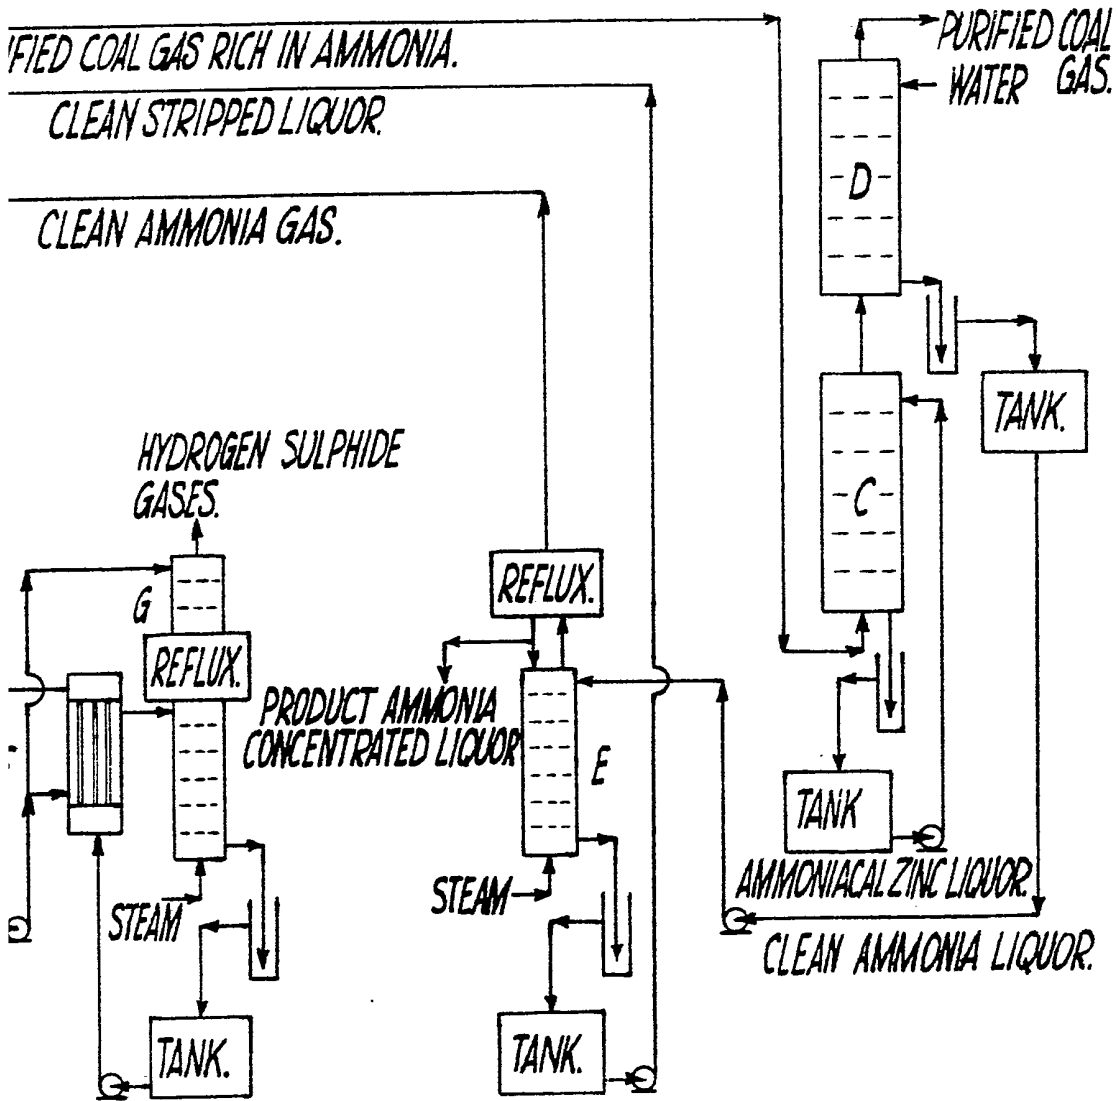 IFIED COAL GAS RICH IN AMMONIA.
PURIFIED COAL
GAS.
WATER
CLEAN STRIPPED LIQUOR.
D
CLEAN AMMONIA GAS.
TANK.
HYDROGEN SULPHIDE
GASES.
C
G
REFLUX.
REFLUX.
PRODUCT AMMONIA
CONCENTRATED LIQUOR
E
TANK
AMMONIACAL ZINC LIQUOR.
STEAM
STEAM
CLEAN AMMONIA LIQUOR.
TANK.
TANK.